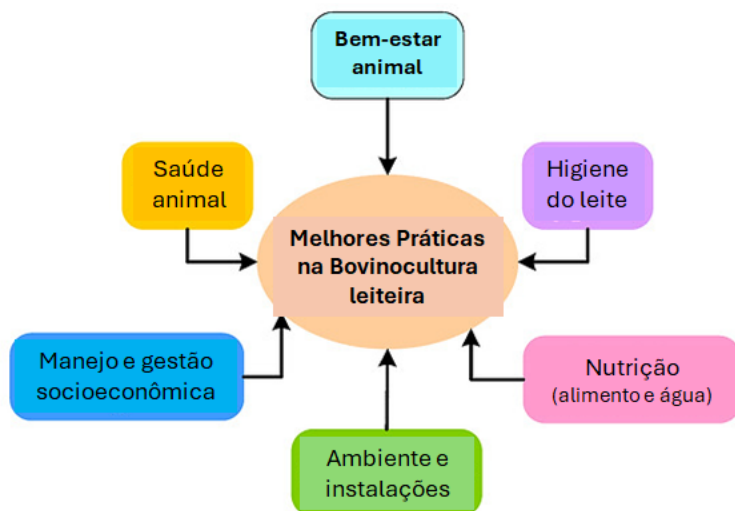 Bem-estar
animal
Saúde
animal
Higiene
do leite
Melhores Práticas
na Bovinocultura
leiteira
Manejo e gestão
socioeconômica
Nutrição
(alimento e água)
Ambiente e
instalações